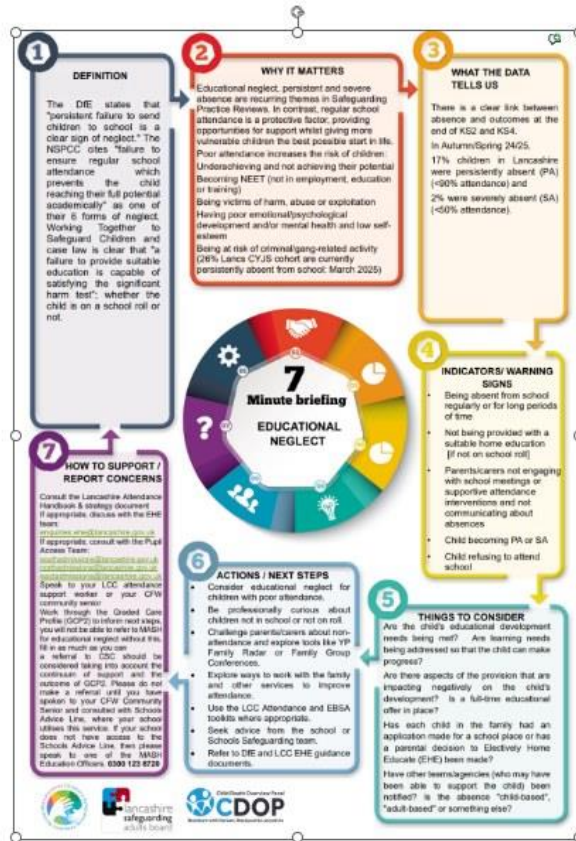 1
DEFINITION
The DfE states that
"persistent failure to send
children to school is a
clear sign of neglect." The
NSPCC cites "failure to
ensure regular school
attendance which
prevents the child
reaching their full potential
academically" as one of
their 6 forms of neglect.
Working Together to
Safeguard Children and
case law is clear that "a
failure to provide suitable
education is capable of
satisfying the significant
harm test"; whether the
child is on a school roll or
not.
2
WHY IT MATTERS
Educational neglect, persistent and severe
absence are recurring themes in Safeguarding
Practice Reviews. In contrast, regular school
attendance is a protective factor, providing
opportunities for support whilst giving more
vulnerable children the best possible start in life.
Poor attendance increases the risk of children:
Underachieving and not achieving their potential
Becoming NEET (not in employment, education
or training)
Being victims of harm, abuse or exploitation
Having poor emotional/psychological
development and/or mental health and low self-
esteem
Being at risk of criminal/gang-related activity
(26% Lancs CYJS cohort are currently
persistently absent from school: March 2025)
3
WHAT THE DATA
TELLS US
There is a clear link between
absence and outcomes at the
end of KS2 and KS4.
In Autumn/Spring 24/25,
17% children in Lancashire
were persistently absent (PA)
(<90% attendance) and
2% were severely absent (SA)
(<50% attendance).
7
Minute briefing
EDUCATIONAL
NEGLECT
?
4
INDICATORS/ WARNING
SIGNS
• Being absent from school
regularly or for long periods
of time
• Not being provided with a
suitable home education
[if not on school roll]
• Parents/carers not engaging
with school meetings or
supportive attendance
interventions and not
communicating about
absences
• Child becoming PA or SA
• Child refusing to attend
school
5
THINGS TO CONSIDER
Are the child's educational development
needs being met? Are learning needs
being addressed so that the child can make
progress?
Are there aspects of the provision that are
impacting negatively on the child's
development? Is a full-time educational
offer in place?
Has each child in the family had an
application made for a school place or has
a parental decision to Electively Home
Educate (EHE) been made?
Have other teams/agencies (who may have
been able to support the child) been
notified? Is the absence "child-based",
"adult-based" or something else?
6
ACTIONS / NEXT STEPS
• Consider educational neglect for
children with poor attendance.
• Be professionally curious about
children not in school or not on roll.
• Challenge parents/carers about non-
attendance and explore tools like YP
Family Radar or Family Group
Conferences.
• Explore ways to work with the family
and other services to improve
attendance.
• Use the LCC Attendance and EBSA
toolkits where appropriate.
• Seek advice from the school or
Schools Safeguarding team.
• Refer to DfE and LCC EHE guidance
documents.
7
HOW TO SUPPORT /
REPORT CONCERNS
Consult the Lancashire Attendance
Handbook & strategy document
If appropriate, discuss with the EHE
team:
If appropriate, consult with the Pupil
Access Team:
Speak to your LCC attendance
support worker or your CFW
community senior
Work through the Graded Care
Profile (GCP2) to inform next steps,
you will not be able to refer to MASH
for educational neglect without this
fill in as much as you can
a referral to CSC should be
considered taking into account the
continuum of support and the
outcome of GCP2. Please do not
make a referral until you have
spoken to your CFW Community
Senior and consulted with Schools
Advice Line, where your school
utilises this service. If your school
does not have access to the
Schools Advice Line, then please
speak to one of the MASH
Education Officers. 0300 123 6720
lancashire
safeguarding
adults board
Child Death Overview Panel
CDOP